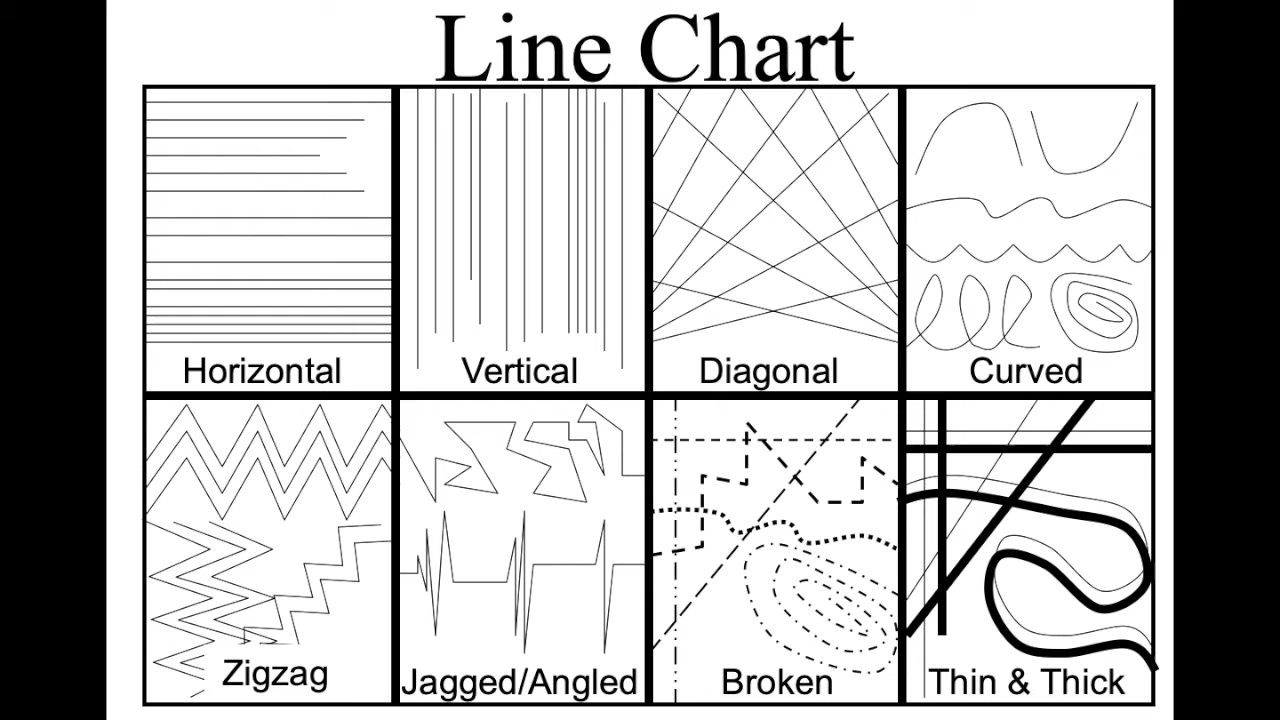 Line Chart
Horizontal
Vertical
Diagonal
Curved
Zigzag
Jagged/Angled
Broken
Thin & Thick